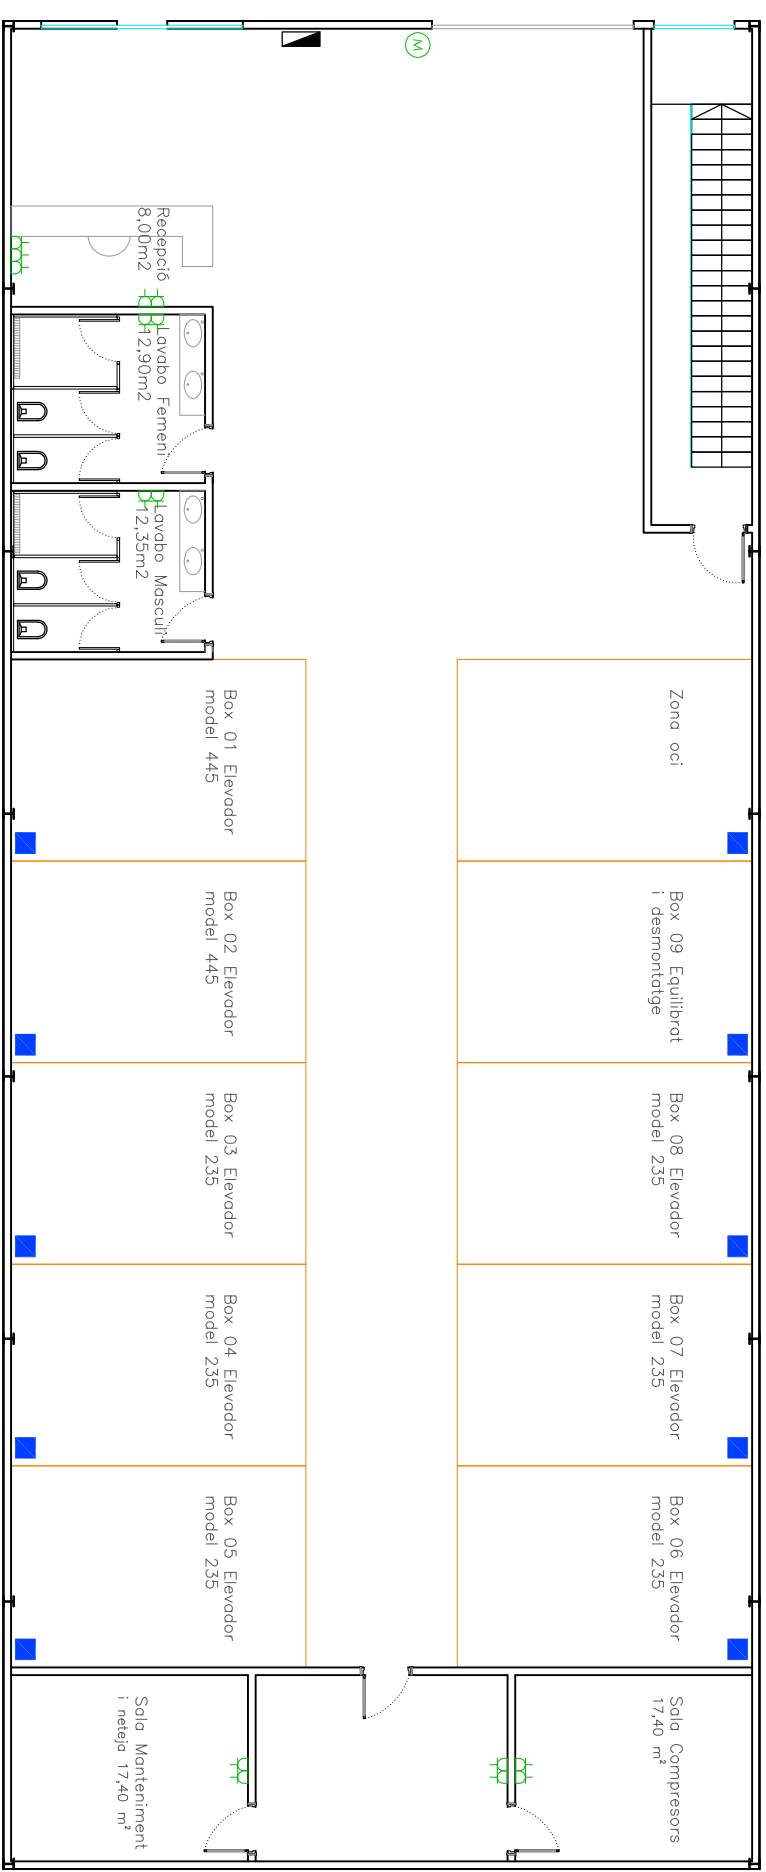 M
Recepció
8,00m2
Lavabo Femení
12,90m2
Lavabo Masculí
12,35m2
Box 01 Elevador
model 445
Zona oci
Box 02 Elevador
model 445
Box 09 Equilibrat
i desmontatge
Box 03 Elevador
model 235
Box 08 Elevador
model 235
Box 04 Elevador
model 235
Box 07 Elevador
model 235
Box 05 Elevador
model 235
Box 06 Elevador
model 235
Sala Manteniment
i neteja 17,40 m²
Sala Compresors
17,40 m²